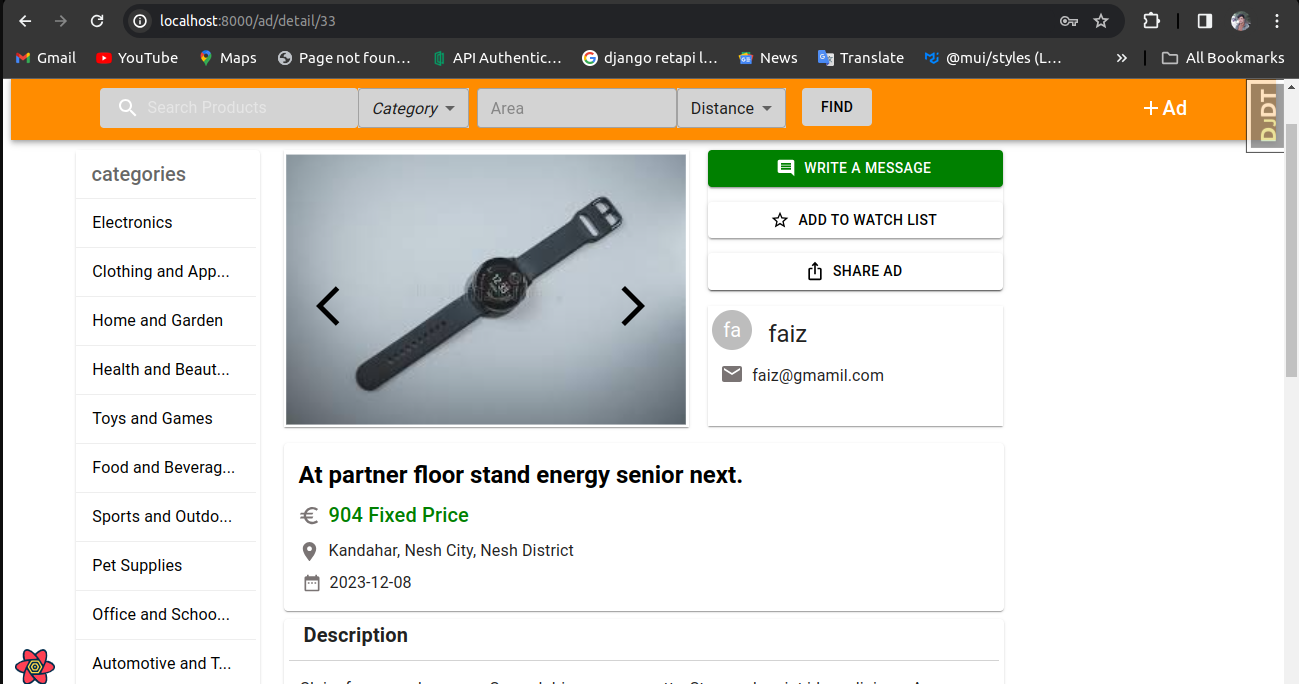 localhost:8000/ad/detail/33
Gmail YouTube Maps Page not foun... API Authentic... django retapi l... News Translate @mui/styles (L... » All Bookmarks
Search Products Category Area Distance FIND + Ad DJDT
categories
Electronics
Clothing and App...
Home and Garden
Health and Beaut...
Toys and Games
Food and Beverag...
Sports and Outdo...
Pet Supplies
Office and Schoo...
Automotive and T...
WRITE A MESSAGE
ADD TO WATCH LIST
SHARE AD
fa faiz
faiz@gmamil.com
At partner floor stand energy senior next.
€ 904 Fixed Price
Kandahar, Nesh City, Nesh District
2023-12-08
Description